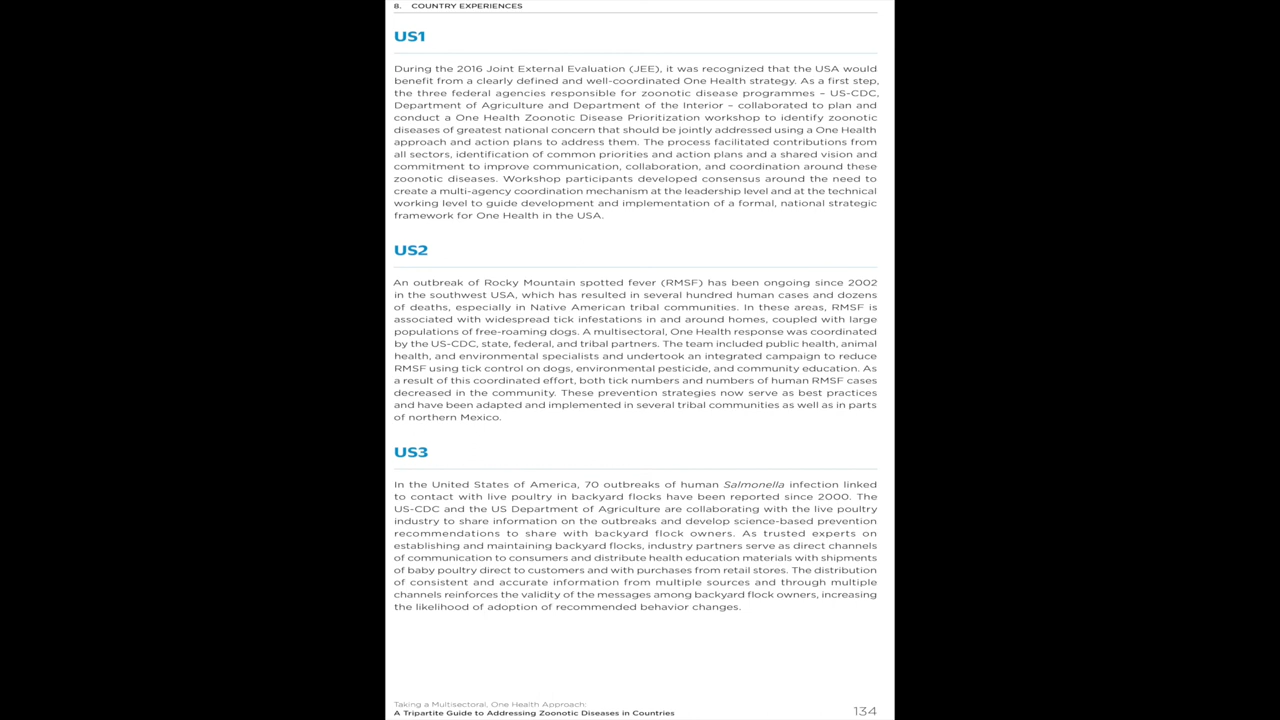 8. COUNTRY EXPERIENCES
US1
During the 2016 Joint External Evaluation (JEE), it was recognized that the USA would
benefit from a clearly defined and well-coordinated One Health strategy. As a first step,
the three federal agencies responsible for zoonotic disease programmes – US-CDC,
Department of Agriculture and Department of the Interior – collaborated to plan and
conduct a One Health Zoonotic Disease Prioritization workshop to identify zoonotic
diseases of greatest national concern that should be jointly addressed using a One Health
approach and action plans to address them. The process facilitated contributions from
all sectors, identification of common priorities and action plans and a shared vision and
commitment to improve communication, collaboration, and coordination around these
zoonotic diseases. Workshop participants developed consensus around the need to
create a multi-agency coordination mechanism at the leadership level and at the technical
working level to guide development and implementation of a formal, national strategic
framework for One Health in the USA.
US2
An outbreak of Rocky Mountain spotted fever (RMSF) has been ongoing since 2002
in the southwest USA, which has resulted in several hundred human cases and dozens
of deaths, especially in Native American tribal communities. In these areas, RMSF is
associated with widespread tick infestations in and around homes, coupled with large
populations of free-roaming dogs. A multisectoral, One Health response was coordinated
by the US-CDC, state, federal, and tribal partners. The team included public health, animal
health, and environmental specialists and undertook an integrated campaign to reduce
RMSF using tick control on dogs, environmental pesticide, and community education. As
a result of this coordinated effort, both tick numbers and numbers of human RMSF cases
decreased in the community. These prevention strategies now serve as best practices
and have been adapted and implemented in several tribal communities as well as in parts
of northern Mexico.
US3
In the United States of America, 70 outbreaks of human Salmonella infection linked
to contact with live poultry in backyard flocks have been reported since 2000. The
US-CDC and the US Department of Agriculture are collaborating with the live poultry
industry to share information on the outbreaks and develop science-based prevention
recommendations to share with backyard flock owners. As trusted experts on
establishing and maintaining backyard flocks, industry partners serve as direct channels
of communication to consumers and distribute health education materials with shipments
of baby poultry direct to customers and with purchases from retail stores. The distribution
of consistent and accurate information from multiple sources and through multiple
channels reinforces the validity of the messages among backyard flock owners, increasing
the likelihood of adoption of recommended behavior changes.
Taking a Multisectoral, One Health Approach:
A Tripartite Guide to Addressing Zoonotic Diseases in Countries
134